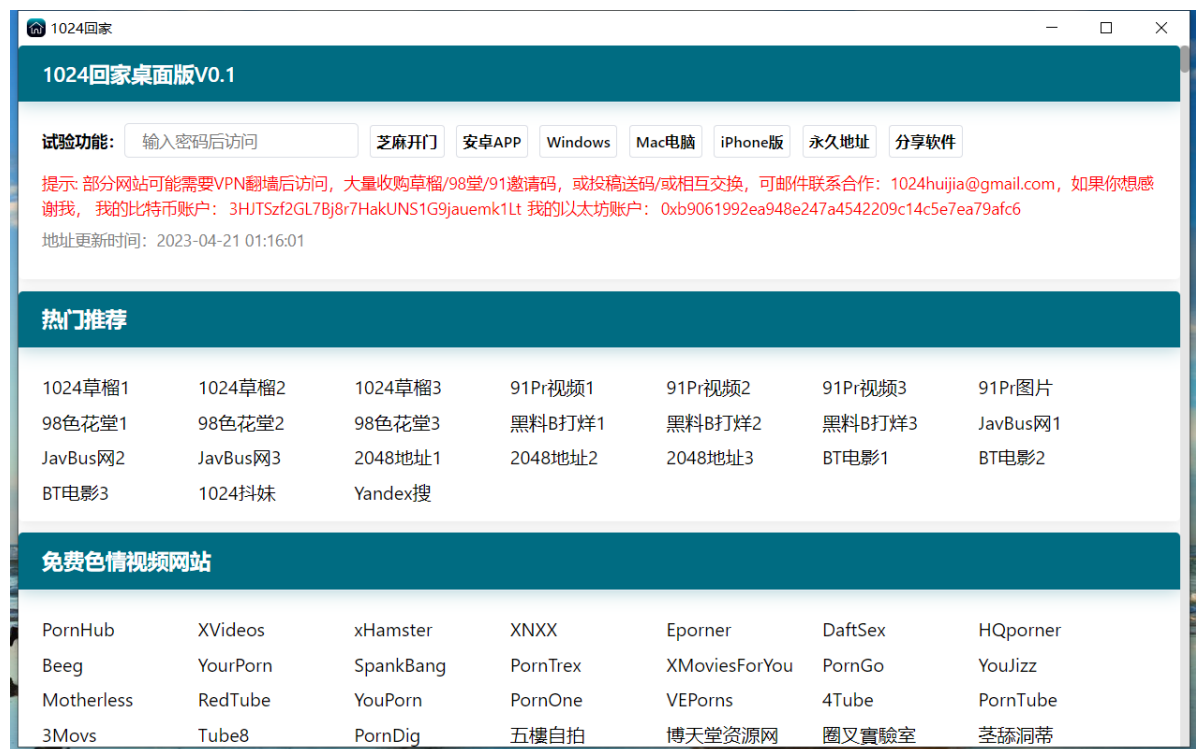 1024回家
1024回家桌面版V0.1
试验功能: 输入密码后访问 芝麻开门 安卓APP Windows Mac电脑 iPhone版 永久地址 分享软件
提示: 部分网站可能需要VPN翻墙后访问，大量收购草榴/98堂/91邀请码，或投稿送码/或相互交换，可邮件联系合作：1024huijia@gmail.com，如果你想感
谢我， 我的比特币账户： 3HJTSzf2GL7Bj8r7HakUNS1G9jauemk1Lt 我的以太坊账户： 0xb9061992ea948e247a4542209c14c5e7ea79afc6
地址更新时间：2023-04-21 01:16:01
热门推荐
1024草榴1 1024草榴2 1024草榴3 91Pr视频1 91Pr视频2 91Pr视频3 91Pr图片
98色花堂1 98色花堂2 98色花堂3 黑料B打烊1 黑料B打烊2 黑料B打烊3 JavBus网1
JavBus网2 JavBus网3 2048地址1 2048地址2 2048地址3 BT电影1 BT电影2
BT电影3 1024抖妹 Yandex搜
免费色情视频网站
PornHub XVideos xHamster XNXX Eporner DaftSex HQporner
Beeg YourPorn SpankBang PornTrex XMoviesForYou PornGo YouJizz
Motherless RedTube YouPorn PornOne VEPorns 4Tube PornTube
3Movs Tube8 PornDig 五樓自拍 博天堂资源网 圈叉實驗室 茎舔洞蒂